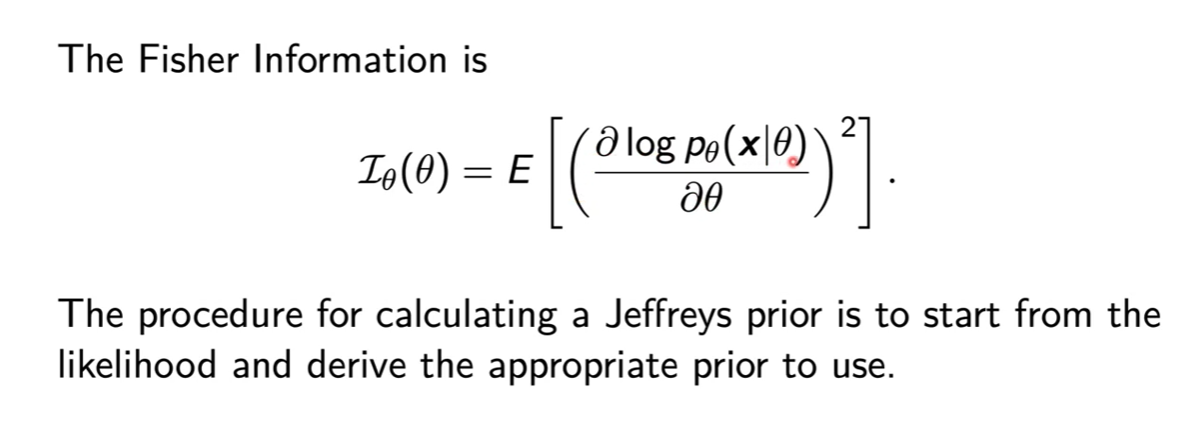 The Fisher Information is
$$\mathcal{I}_\theta(\theta) = E\left[\left(\frac{\partial \log p_\theta(\boldsymbol{x}|\theta)}{\partial \theta}\right)^2\right].$$
The procedure for calculating a Jeffreys prior is to start from the
likelihood and derive the appropriate prior to use.